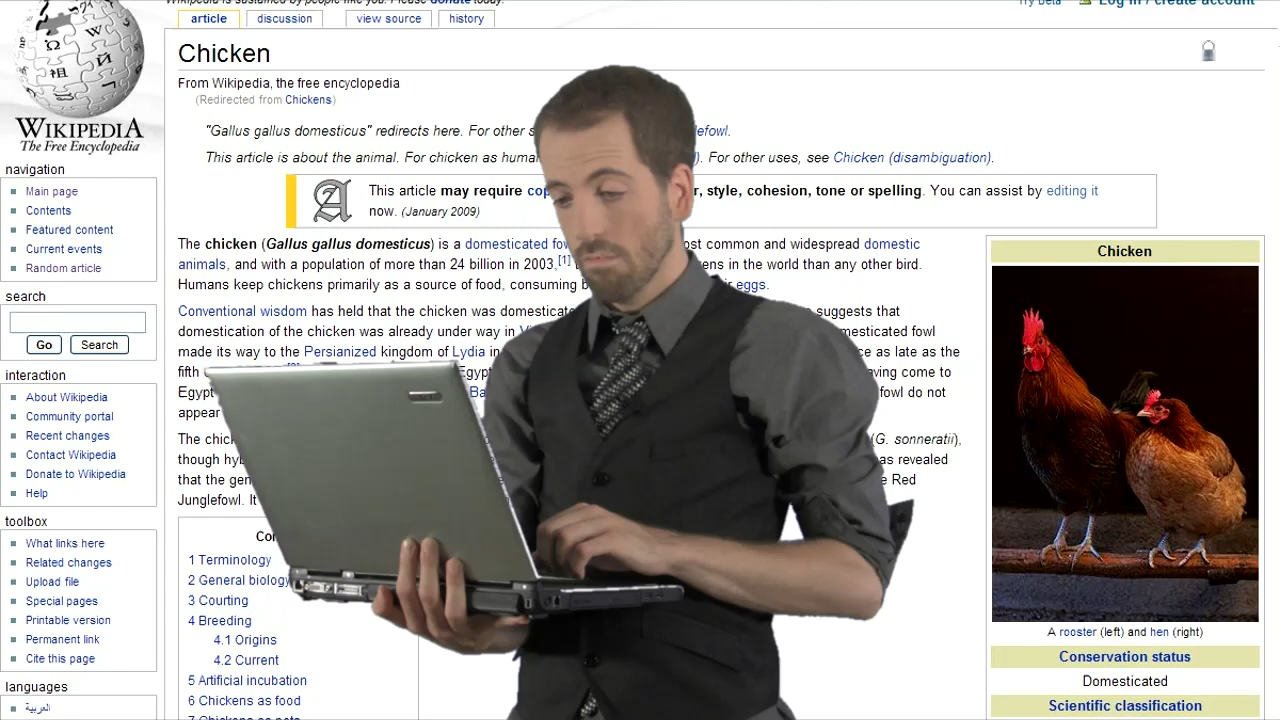 Wikipedia is sustained by people like you. Please donate today.
Try Beta
Log in / create account
article
discussion
view source
history
Chicken
From Wikipedia, the free encyclopedia
(Redirected from Chickens)
"Gallus gallus domesticus" redirects here. For other
lefowl.
This article is about the animal. For chicken as human
). For other uses, see Chicken (disambiguation).
This article may require
, style, cohesion, tone or spelling. You can assist by editing it
now. (January 2009)
The chicken (Gallus gallus domesticus) is a domesticated
common and widespread domestic
animals, and with a population of more than 24 billion in 2003,[1]
in the world than any other bird.
Humans keep chickens primarily as a source of food, consuming
eggs.
Conventional wisdom has held that the chicken was
suggests that
domestication of the chicken was already under way in
fowl
made its way to the Persianized kingdom of Lydia in
as late as the
fifth
Egypt
having come to
Egypt
Ba
fowl do not
appear
The
(G. sonneratii),
though
as revealed
that the
Red
Junglefowl. It
1 Terminology
2 General biology
3 Courting
4 Breeding
4.1 Origins
4.2 Current
5 Artificial incubation
6 Chickens as food
7 Chickens as pets
WIKIPEDIA
The Free Encyclopedia
navigation
Main page
Contents
Featured content
Current events
Random article
search
Go
Search
interaction
About Wikipedia
Community portal
Recent changes
Contact Wikipedia
Donate to Wikipedia
Help
toolbox
What links here
Related changes
Upload file
Special pages
Printable version
Permanent link
Cite this page
languages
العربية
Chicken
A rooster (left) and hen (right)
Conservation status
Domesticated
Scientific classification